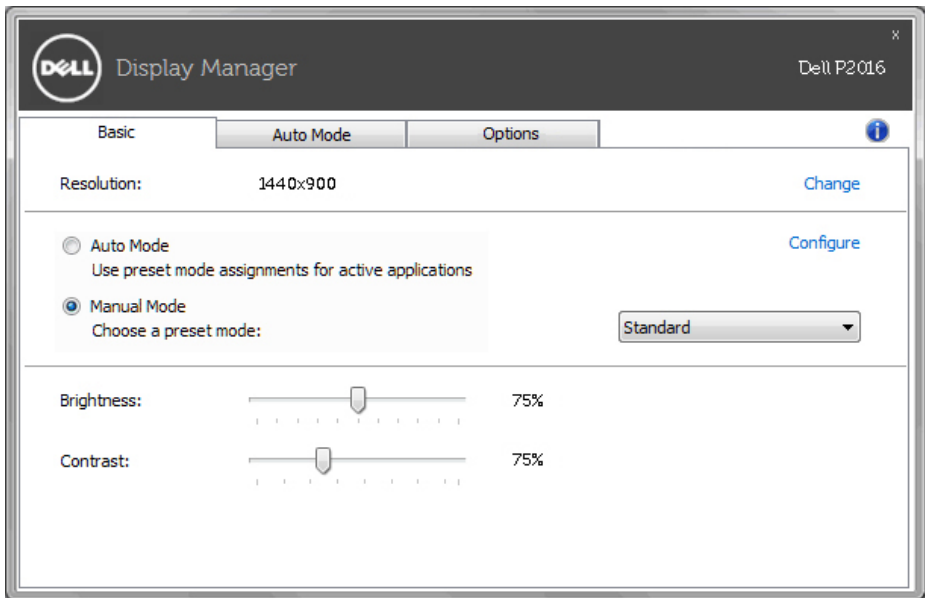 x
DELL Display Manager
Dell P2016
Basic Auto Mode Options i
Resolution: 1440x900 Change
Auto Mode Configure
Use preset mode assignments for active applications
Manual Mode
Choose a preset mode: Standard
Brightness: 75%
Contrast: 75%